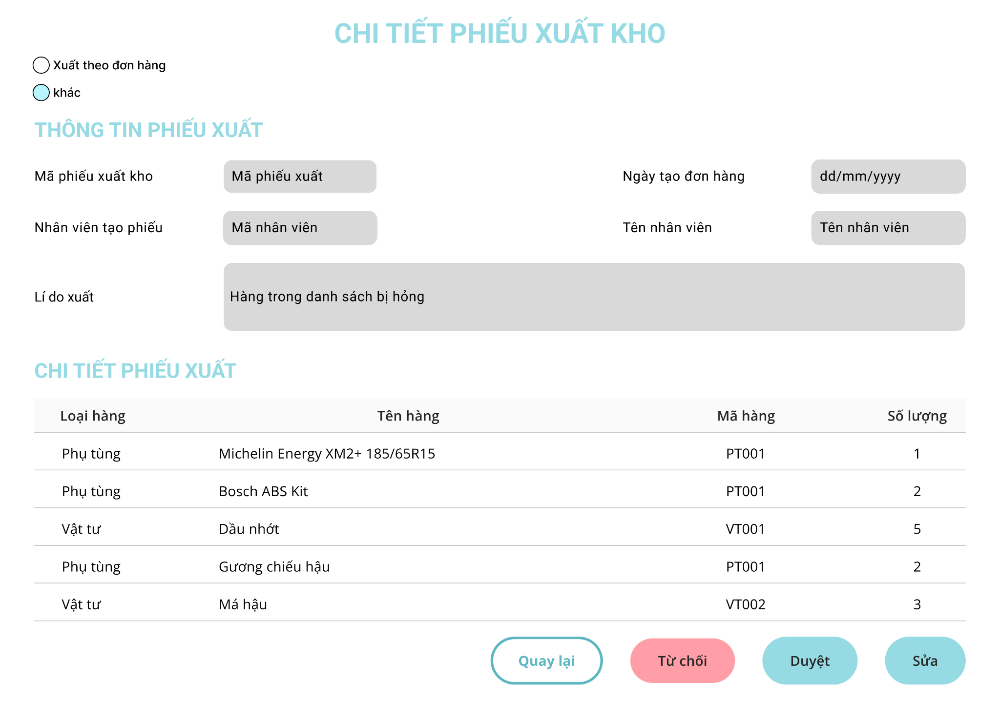 CHI TIẾT PHIẾU XUẤT KHO
Xuất theo đơn hàng
khác
THÔNG TIN PHIẾU XUẤT
Mã phiếu xuất kho Mã phiếu xuất Ngày tạo đơn hàng dd/mm/yyyy
Nhân viên tạo phiếu Mã nhân viên Tên nhân viên Tên nhân viên
Lí do xuất Hàng trong danh sách bị hỏng
CHI TIẾT PHIẾU XUẤT
Loại hàng Tên hàng Mã hàng Số lượng
Phụ tùng Michelin Energy XM2+ 185/65R15 PT001 1
Phụ tùng Bosch ABS Kit PT001 2
Vật tư Dầu nhớt VT001 5
Phụ tùng Gương chiếu hậu PT001 2
Vật tư Má hậu VT002 3
Quay lại Từ chối Duyệt Sửa